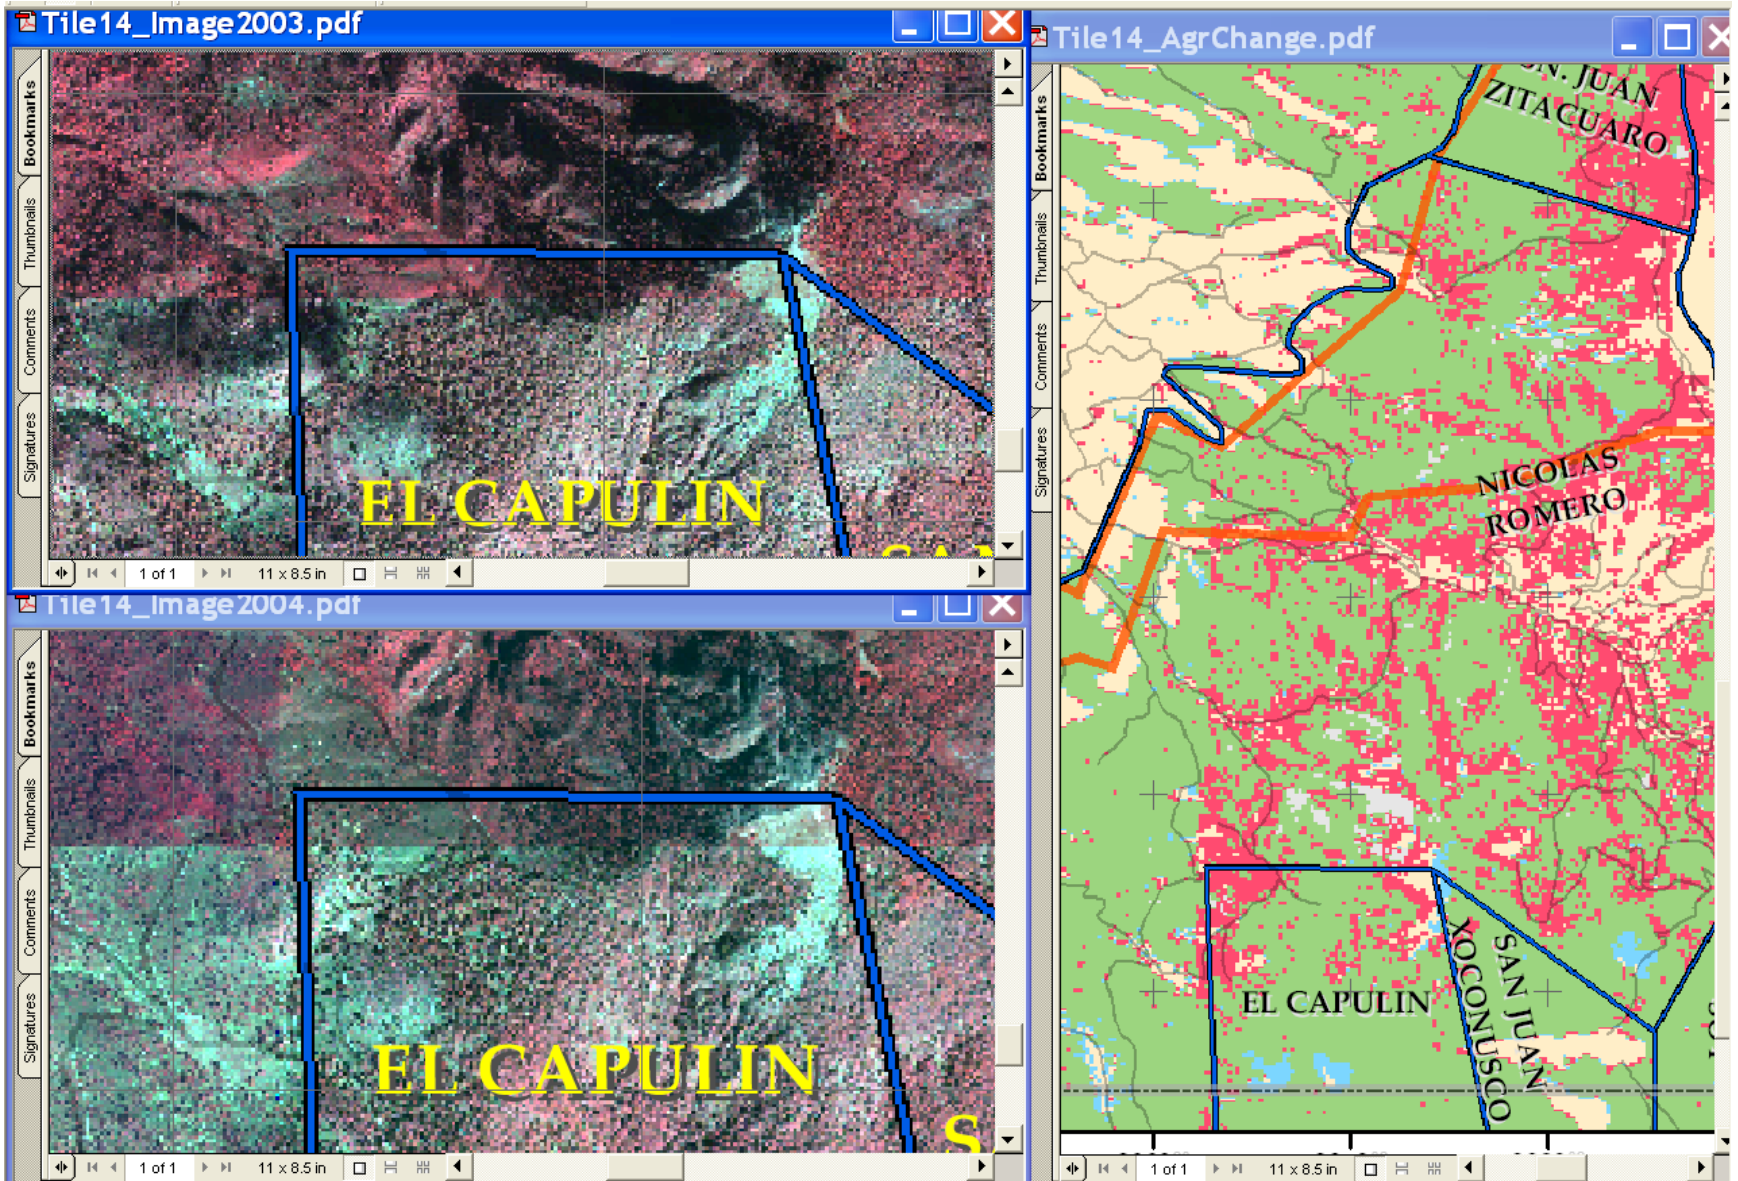 Tile14_Image2003.pdf
Bookmarks
Thumbnails
Comments
Signatures
EL CAPULIN
1 of 1
11 x 8.5 in
Tile14_Image2004.pdf
Bookmarks
Thumbnails
Comments
Signatures
EL CAPULIN
S
1 of 1
11 x 8.5 in
Tile14_AgrChange.pdf
Bookmarks
Thumbnails
Comments
Signatures
N. JUAN
ZITACUARO
NICOLAS
ROMERO
EL CAPULIN
SAN JUAN
XOCONUSCO
1 of 1
11 x 8.5 in